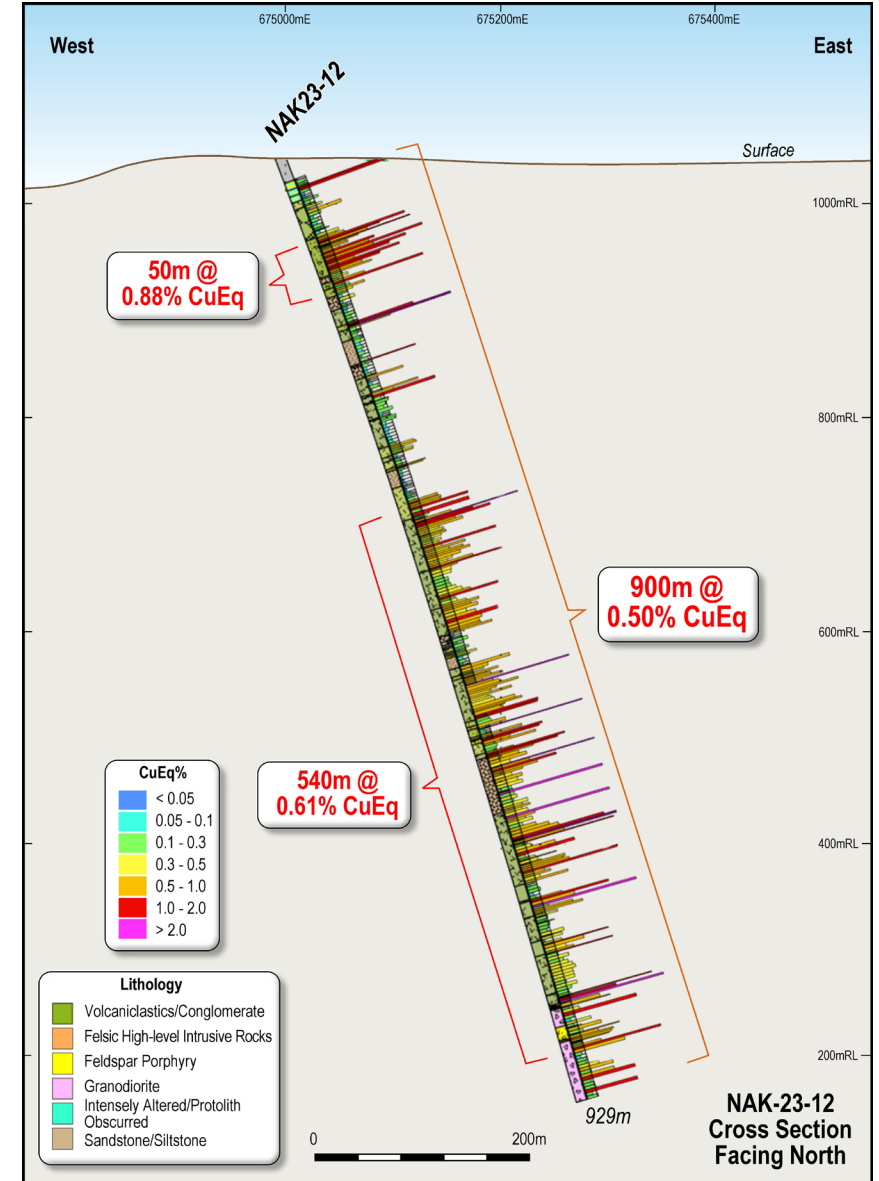 675000mE
675200mE
675400mE
West
East
NAK23-12
Surface
1000mRL
50m @
0.88% CuEq
800mRL
900m @
0.50% CuEq
600mRL
540m @
0.61% CuEq
CuEq%
< 0.05
0.05 - 0.1
0.1 - 0.3
0.3 - 0.5
0.5 - 1.0
1.0 - 2.0
> 2.0
400mRL
Lithology
Volcaniclastics/Conglomerate
Felsic High-level Intrusive Rocks
Feldspar Porphyry
Granodiorite
Intensely Altered/Protolith
Obscurred
Sandstone/Siltstone
200mRL
929m
0
200m
NAK-23-12
Cross Section
Facing North